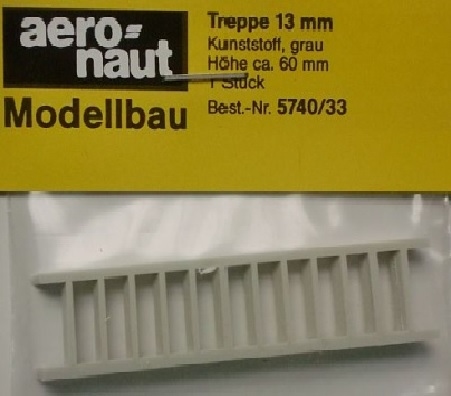 aero=
naut
Modellbau
Treppe 13 mm
Kunststoff, grau
Höhe ca. 60 mm
1 Stück
Best.-Nr. 5740/33